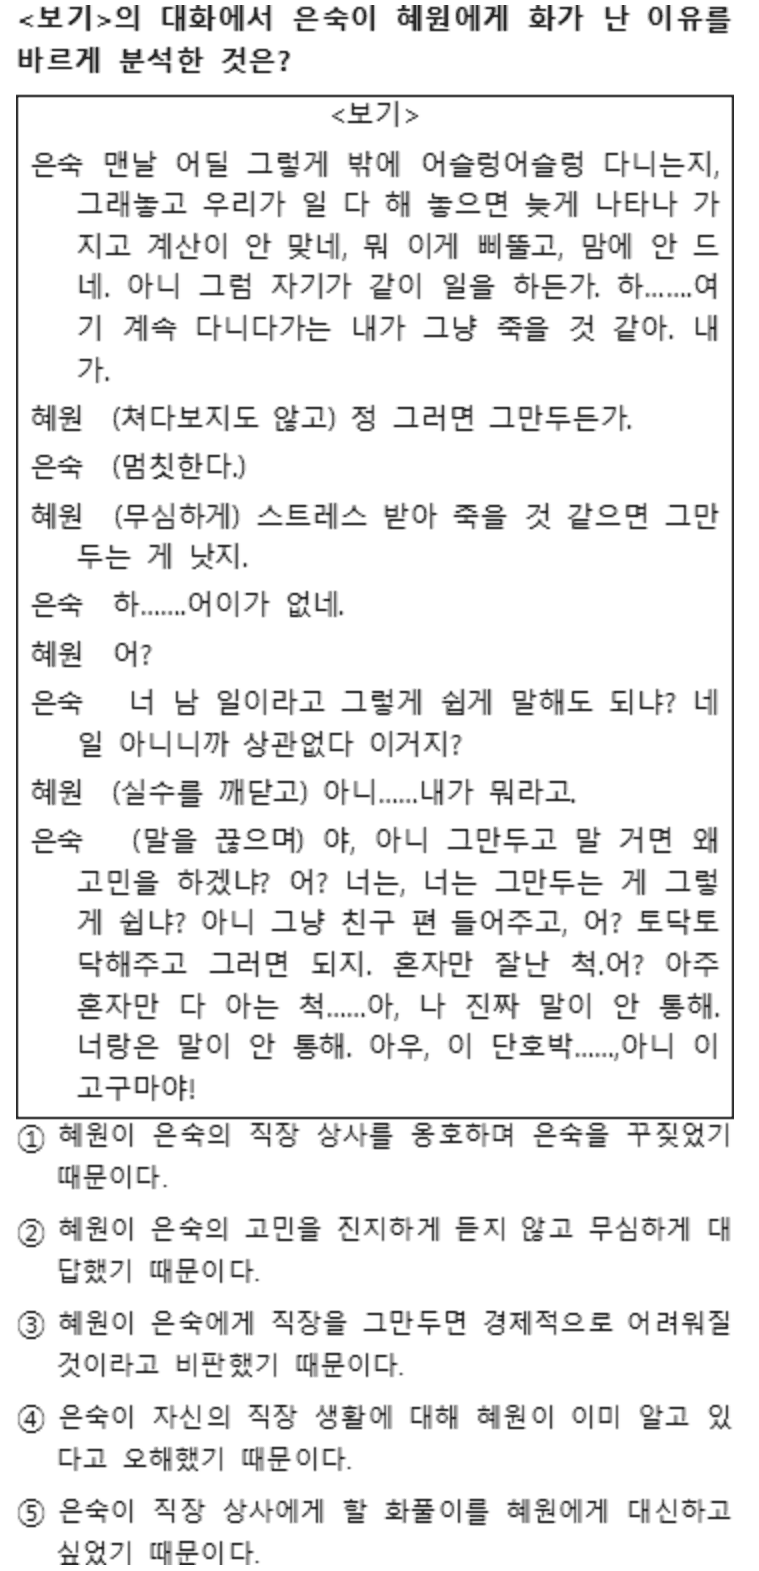 <보기>의 대화에서 은숙이 혜원에게 화가 난 이유를
바르게 분석한 것은?
<보기>
은숙 맨날 어딜 그렇게 밖에 어슬렁어슬렁 다니는지,
그래놓고 우리가 일 다 해 놓으면 늦게 나타나 가
지고 계산이 안 맞네, 뭐 이게 삐뚤고, 맘에 안 드
네. 아니 그럼 자기가 같이 일을 하든가. 하.......여
기 계속 다니다가는 내가 그냥 죽을 것 같아. 내
가.
혜원 (쳐다보지도 않고) 정 그러면 그만두든가.
은숙 (멈칫한다.)
혜원 (무심하게) 스트레스 받아 죽을 것 같으면 그만
두는 게 낫지.
은숙 하.......어이가 없네.
혜원 어?
은숙 너 남 일이라고 그렇게 쉽게 말해도 되냐? 네
일 아니니까 상관없다 이거지?
혜원 (실수를 깨닫고) 아니......내가 뭐라고.
은숙 (말을 끊으며) 야, 아니 그만두고 말 거면 왜
고민을 하겠냐? 어? 너는, 너는 그만두는 게 그렇
게 쉽냐? 아니 그냥 친구 편 들어주고, 어? 토닥토
닥해주고 그러면 되지. 혼자만 잘난 척.어? 아주
혼자만 다 아는 척......아, 나 진짜 말이 안 통해.
너랑은 말이 안 통해. 아우, 이 단호박......,아니 이
고구마야!
① 혜원이 은숙의 직장 상사를 옹호하며 은숙을 꾸짖었기
때문이다.
② 혜원이 은숙의 고민을 진지하게 듣지 않고 무심하게 대
답했기 때문이다.
③ 혜원이 은숙에게 직장을 그만두면 경제적으로 어려워질
것이라고 비판했기 때문이다.
④ 은숙이 자신의 직장 생활에 대해 혜원이 이미 알고 있
다고 오해했기 때문이다.
⑤ 은숙이 직장 상사에게 할 화풀이를 혜원에게 대신하고
싶었기 때문이다.